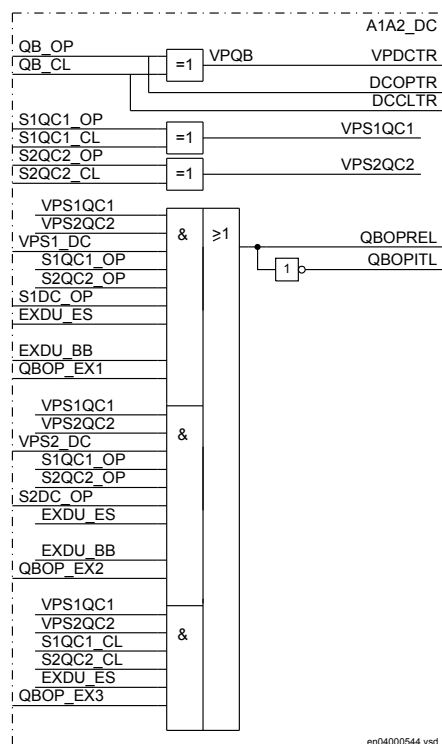 A1A2_DC
QB_OP
QB_CL
=1
VPQB
VPDCTR
DCOPTR
DCCLTR
S1QC1_OP
S1QC1_CL
=1
VPS1QC1
S2QC2_OP
S2QC2_CL
=1
VPS2QC2
VPS1QC1
VPS2QC2
VPS1_DC
S1QC1_OP
S2QC2_OP
S1DC_OP
EXDU_ES
EXDU_BB
QBOP_EX1
&
≥1
QBOPREL
QBOPITL
1
VPS1QC1
VPS2QC2
VPS2_DC
S1QC1_OP
S2QC2_OP
S2DC_OP
EXDU_ES
EXDU_BB
QBOP_EX2
&
VPS1QC1
VPS2QC2
S1QC1_CL
S2QC2_CL
EXDU_ES
QBOP_EX3
&
en04000544.vsd